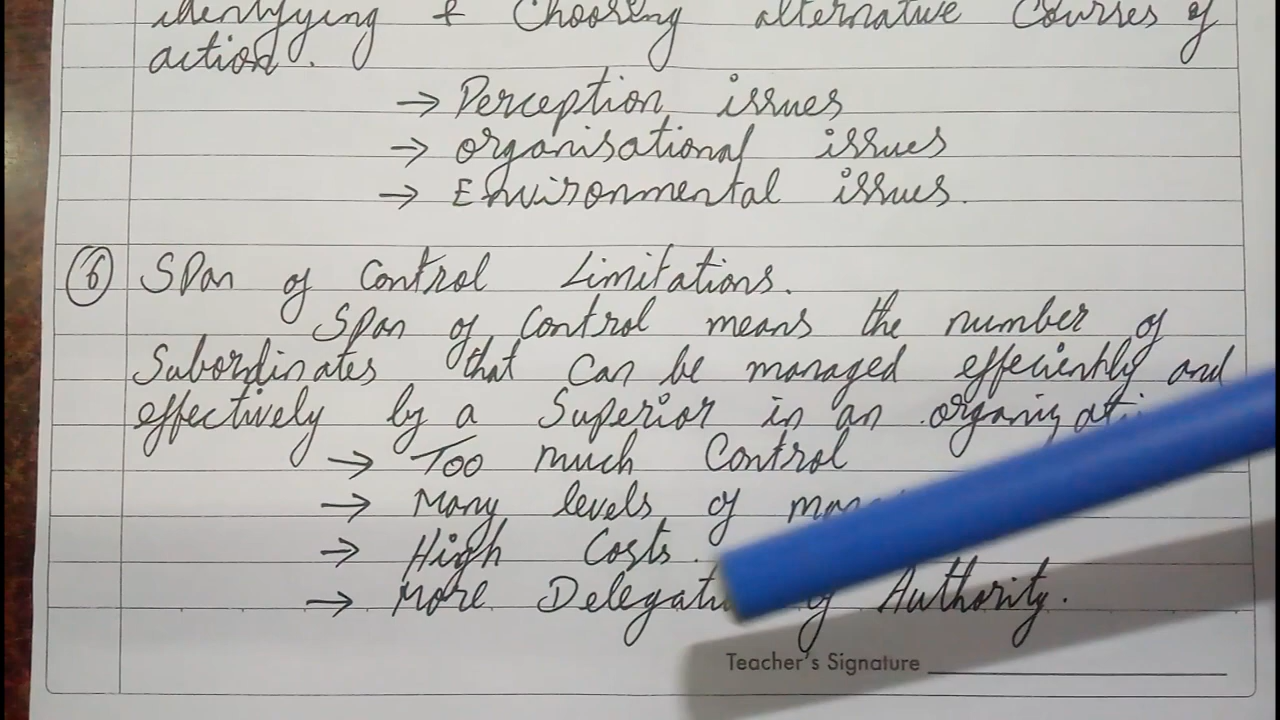 identifying & Choosing alternative Courses of
action.
→ Perception issues
→ organisational issues
→ Environmental issues.
⑥ Span of Control Limitations.
Span of Control means the number of
Subordinates that can be managed effeciently and
effectively by a Superior in an
→ Too much Control
→ Many levels of
→ High Costs.
→ More Authority.
Teacher's Signature